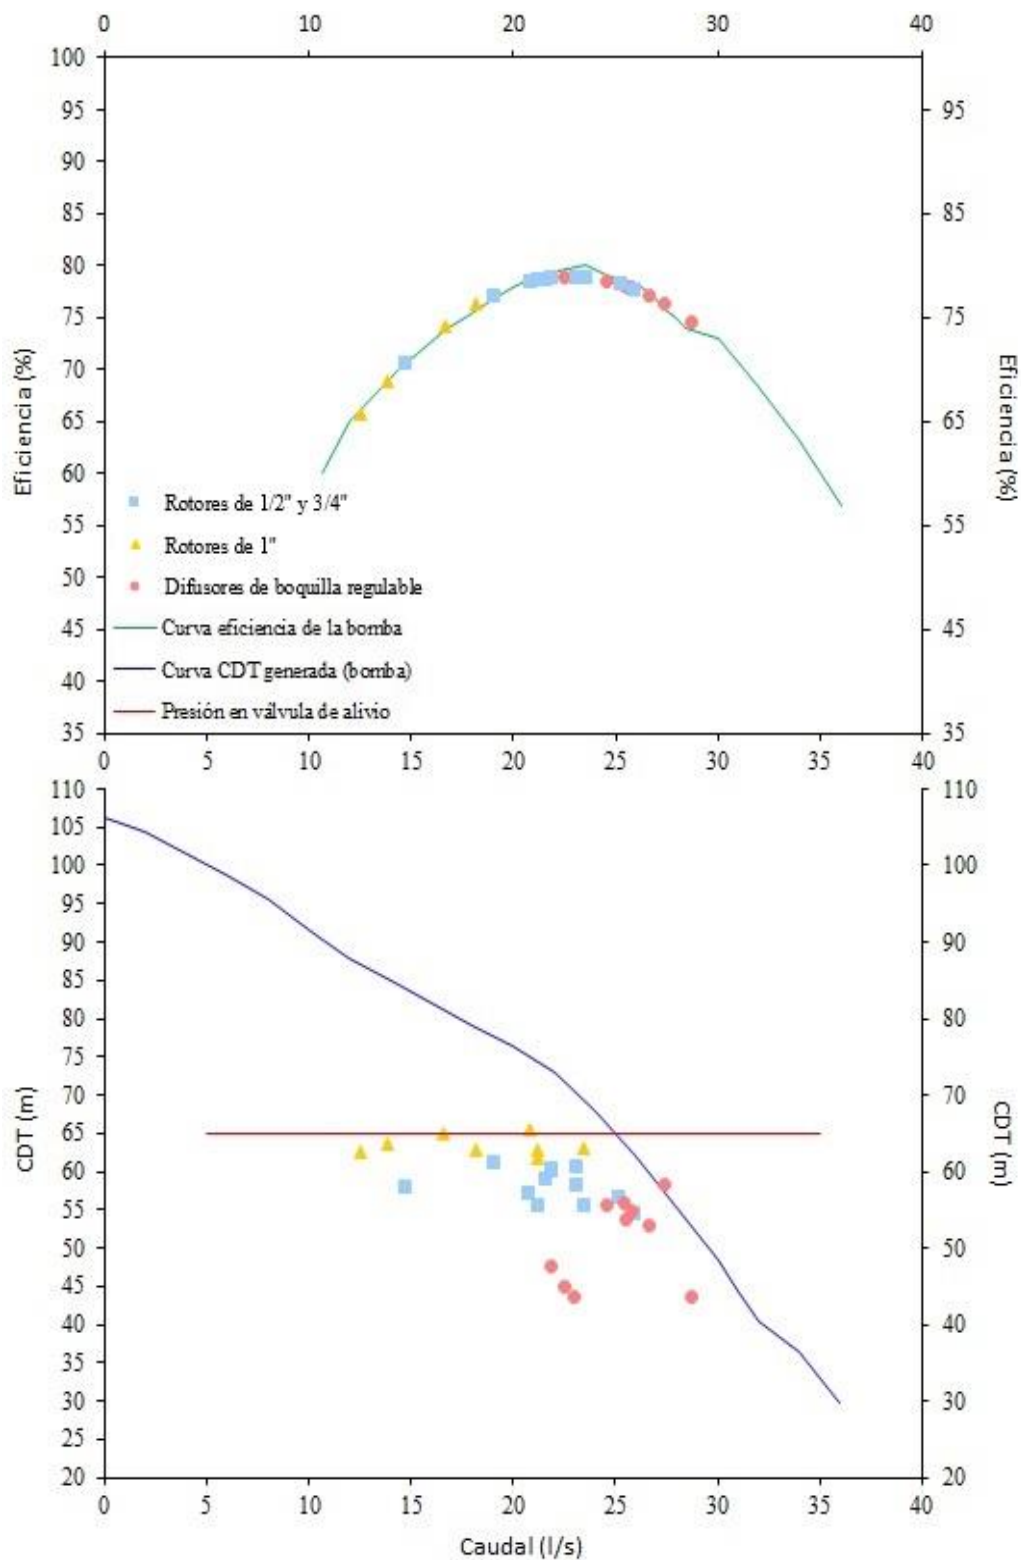 0 10 20 30 40
100
95 95
90
85 85
80
75 75
70
65 65
60
55 55
50
45 45
40
35 35
Eficiencia (%)
Eficiencia (%)
Rotores de 1/2" y 3/4"
Rotores de 1"
Difusores de boquilla regulable
Curva eficiencia de la bomba
Curva CDT generada (bomba)
Presión en válvula de alivio
0 5 10 15 20 25 30 35 40
110 110
105
100 100
95
90 90
85
80 80
75
70 70
65
60 60
55
50 50
45
40 40
35
30 30
25
20 20
CDT (m)
CDT (m)
0 5 10 15 20 25 30 35 40
Caudal (l/s)